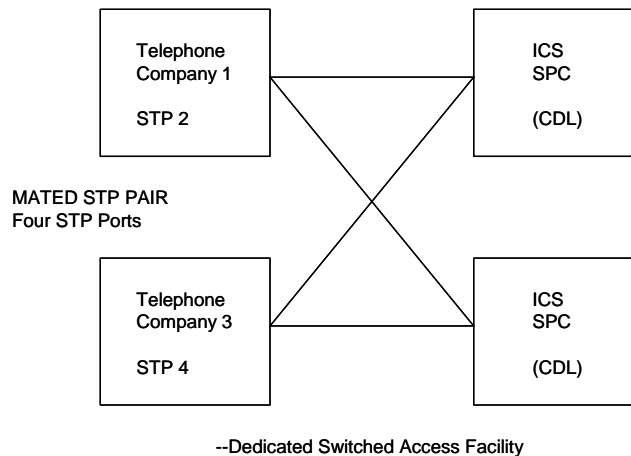 Telephone
Company 1
STP 2
ICS
SPC
(CDL)
MATED STP PAIR
Four STP Ports
Telephone
Company 3
STP 4
ICS
SPC
(CDL)
--Dedicated Switched Access Facility